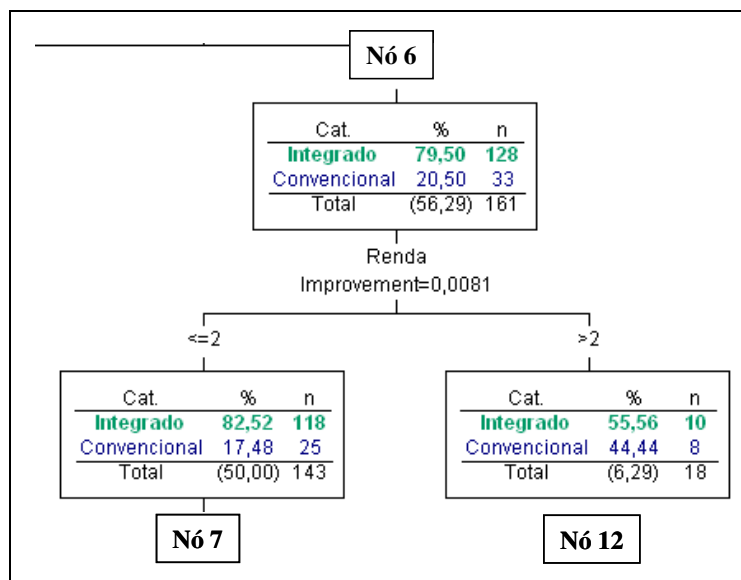 Nó 6
Cat. % n
Integrado 79,50 128
Convencional 20,50 33
Total (56,29) 161
Renda
Improvement=0,0081
<=2
>2
Cat. % n
Integrado 82,52 118
Convencional 17,48 25
Total (50,00) 143
Cat. % n
Integrado 55,56 10
Convencional 44,44 8
Total (6,29) 18
Nó 7
Nó 12